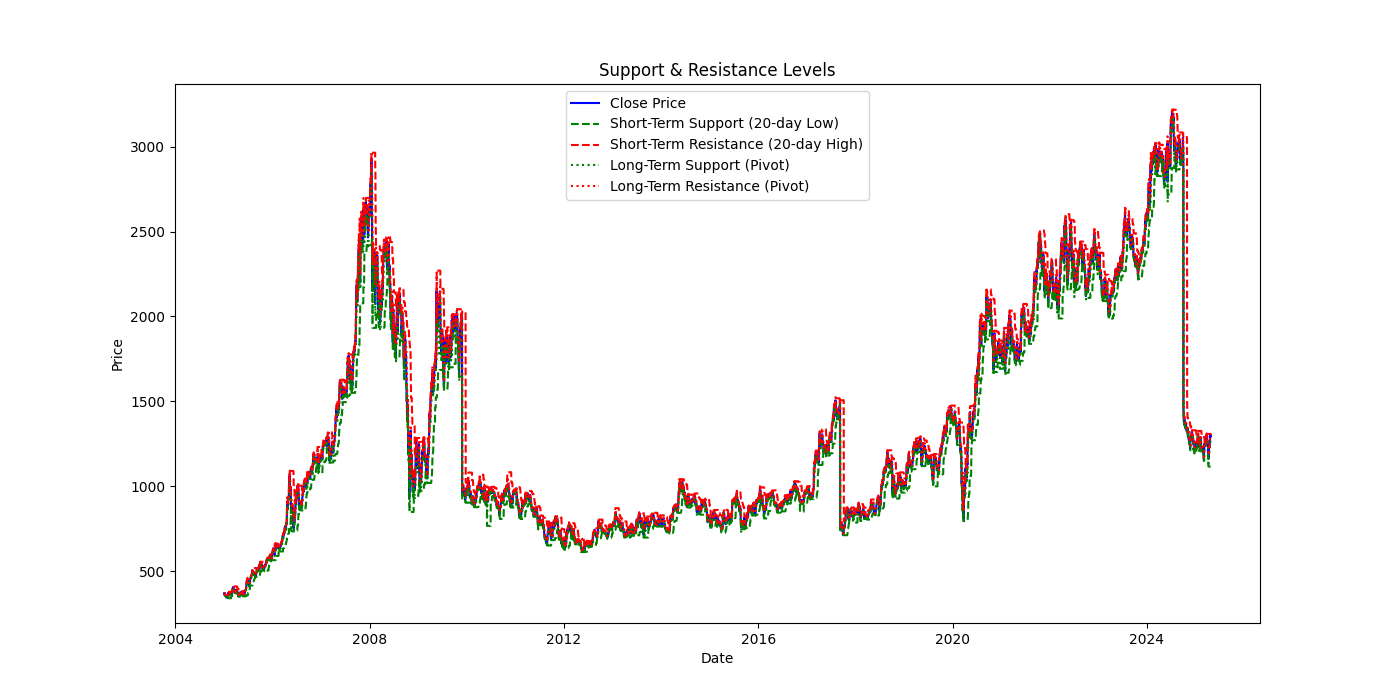 Support & Resistance Levels
Close Price
Short-Term Support (20-day Low)
Short-Term Resistance (20-day High)
Long-Term Support (Pivot)
Long-Term Resistance (Pivot)
3000
2500
2000
1500
1000
500
Price
2004 2008 2012 2016 2020 2024
Date